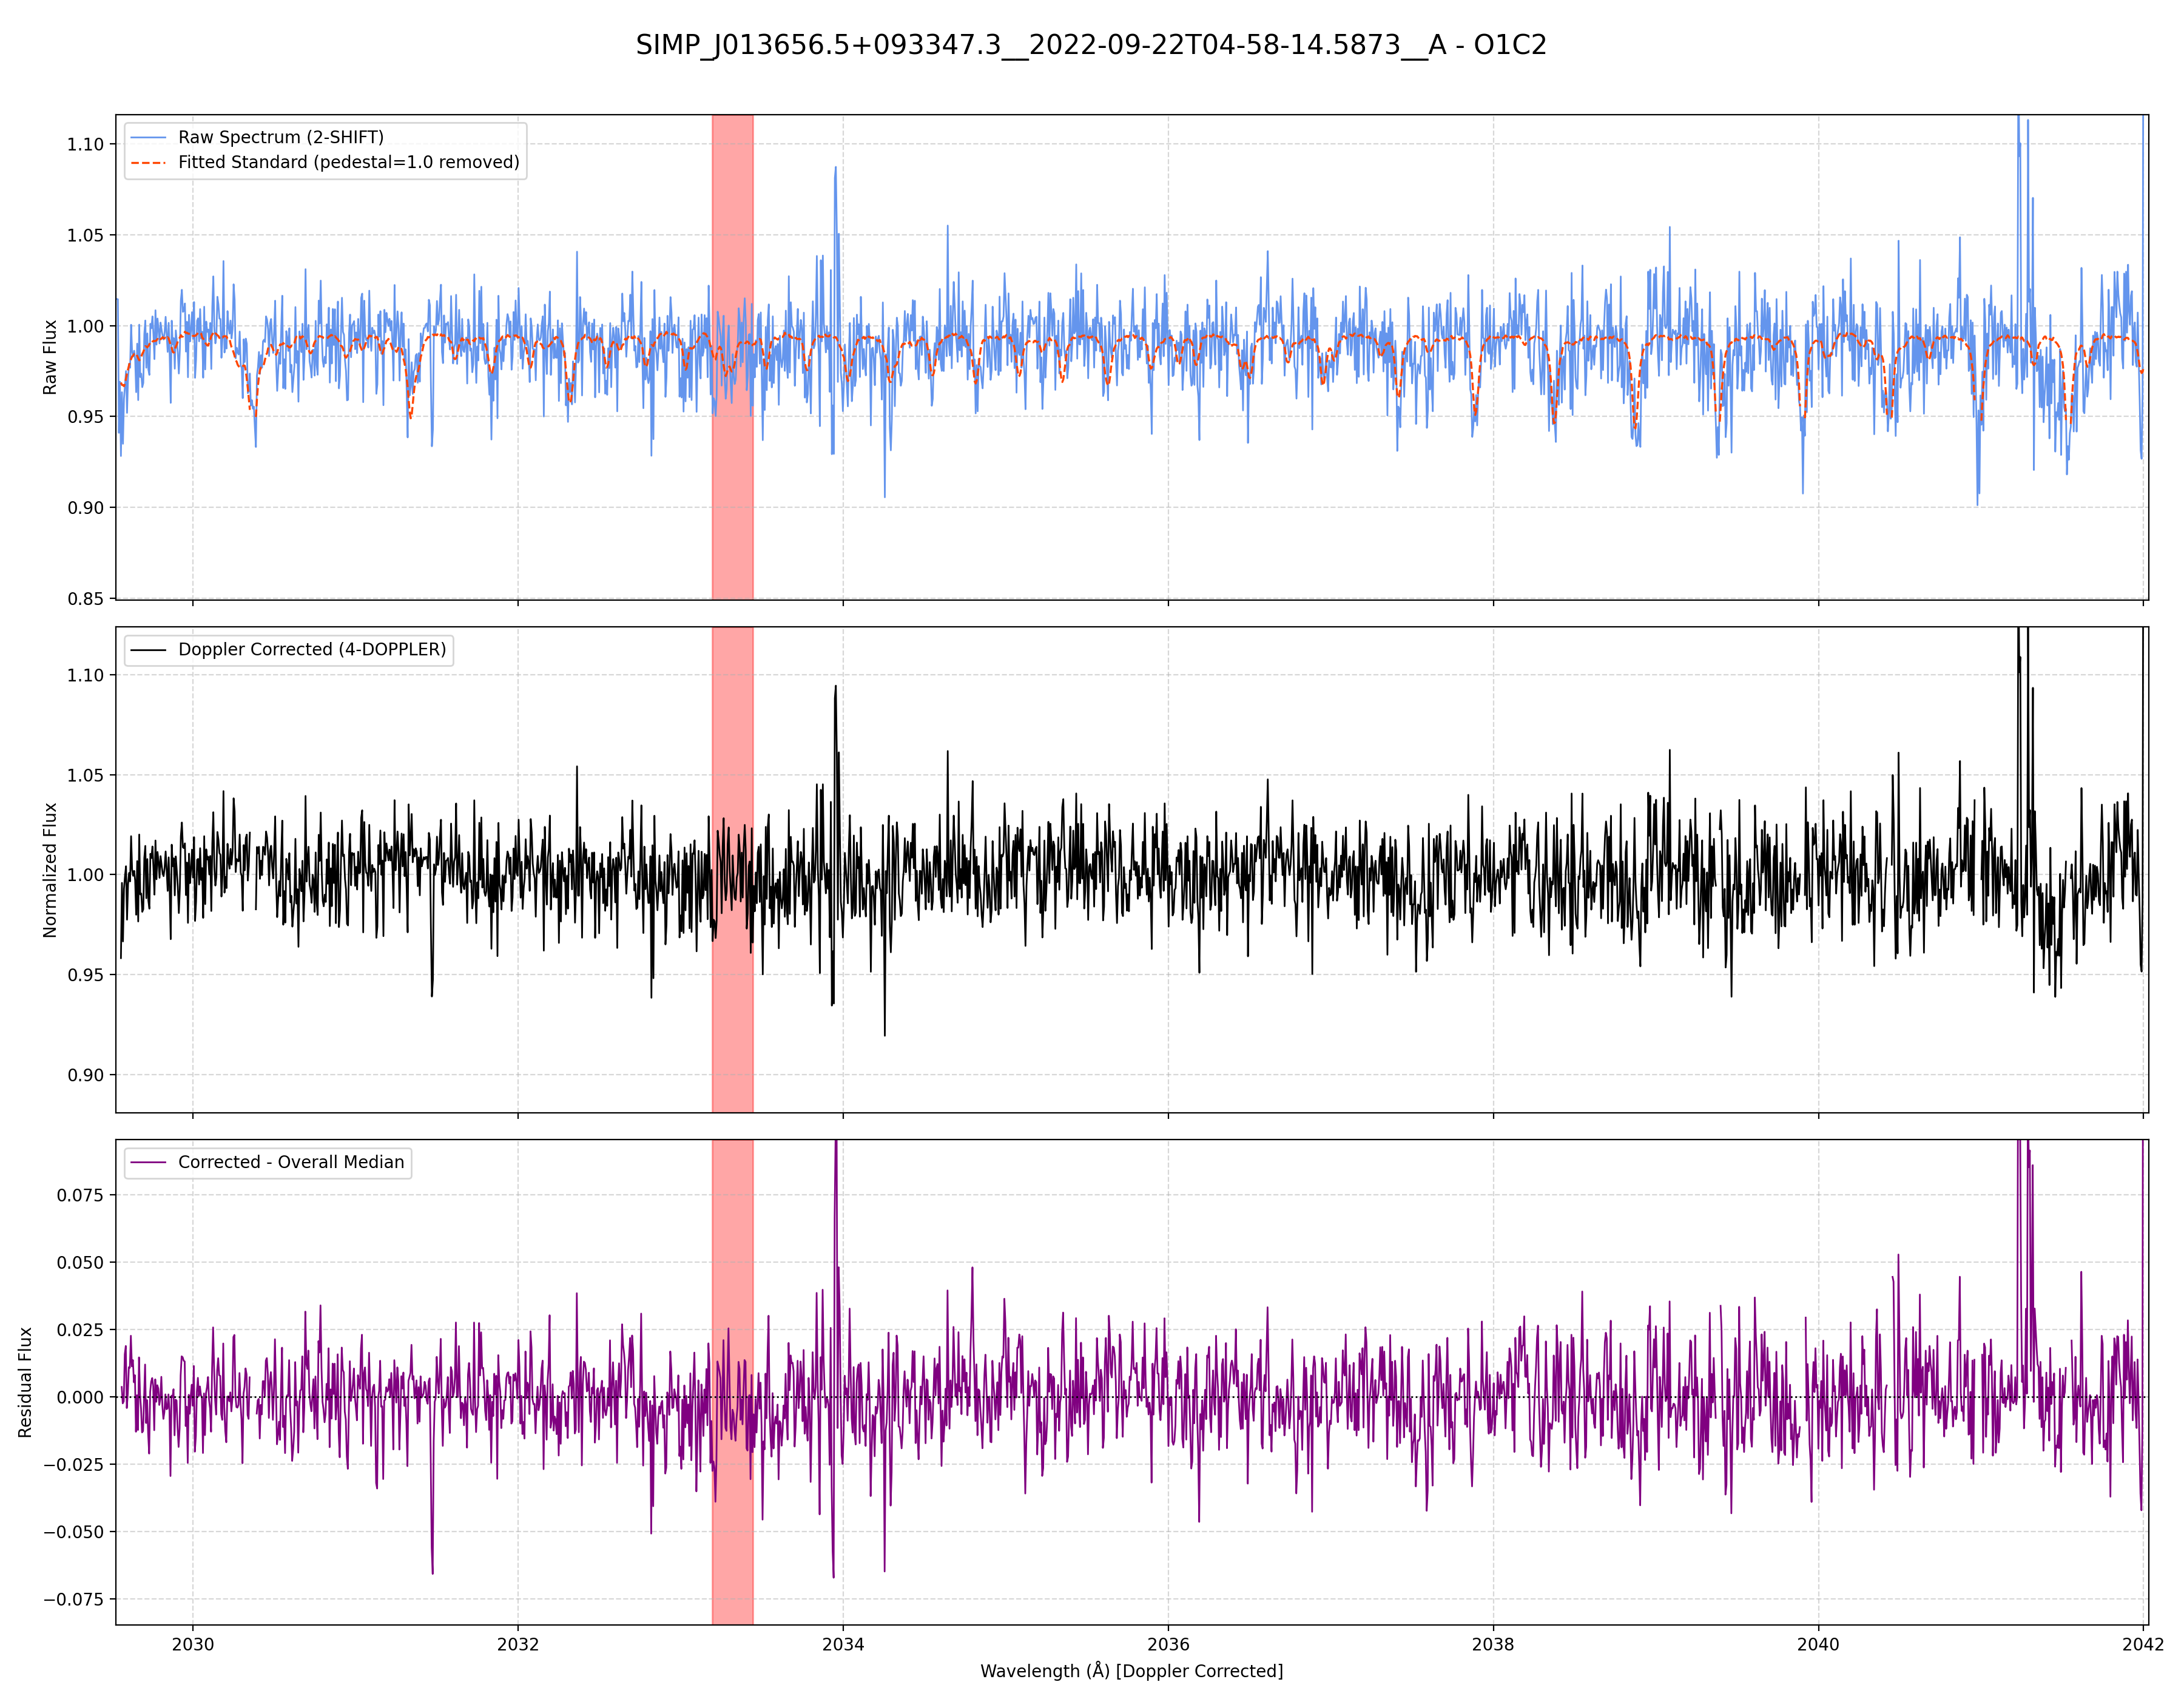 SIMP_J013656.5+093347.3__2022-09-22T04-58-14.5873__A - O1C2
Raw Spectrum (2-SHIFT)
Fitted Standard (pedestal=1.0 removed)
Raw Flux
1.10
1.05
1.00
0.95
0.90
0.85
Doppler Corrected (4-DOPPLER)
Normalized Flux
1.10
1.05
1.00
0.95
0.90
Corrected - Overall Median
Residual Flux
0.075
0.050
0.025
0.000
−0.025
−0.050
−0.075
2030 2032 2034 2036 2038 2040 2042
Wavelength (Å) [Doppler Corrected]